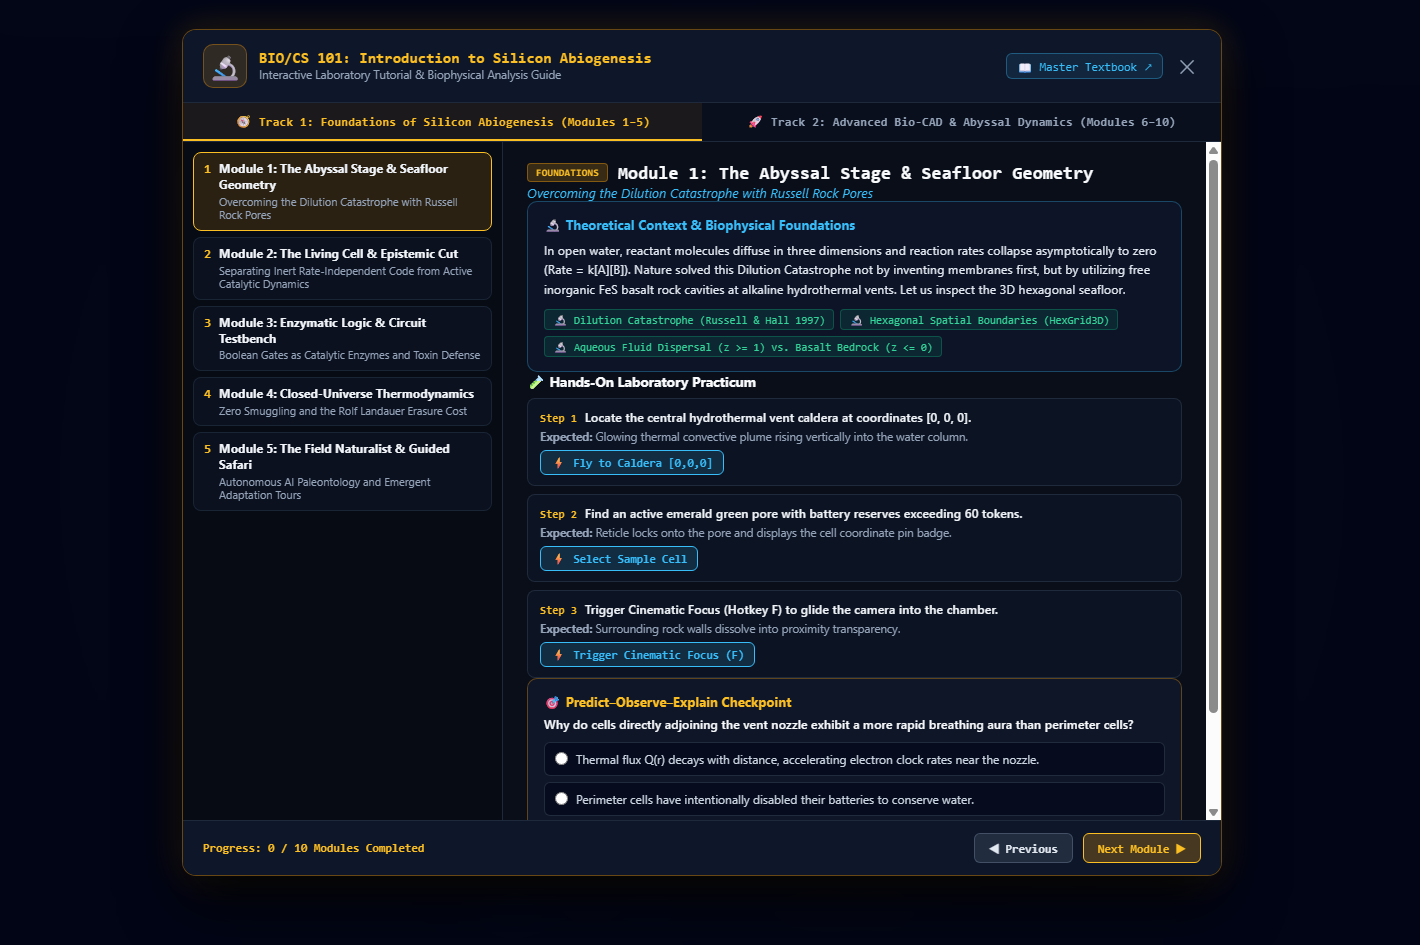 BIO/CS 101: Introduction to Silicon Abiogenesis
Interactive Laboratory Tutorial & Biophysical Analysis Guide
Master Textbook ↗
Track 1: Foundations of Silicon Abiogenesis (Modules 1–5)
Track 2: Advanced Bio-CAD & Abyssal Dynamics (Modules 6–10)
1 Module 1: The Abyssal Stage & Seafloor
Geometry
Overcoming the Dilution Catastrophe with Russell
Rock Pores
2 Module 2: The Living Cell & Epistemic Cut
Separating Inert Rate-Independent Code from Active
Catalytic Dynamics
3 Module 3: Enzymatic Logic & Circuit
Testbench
Boolean Gates as Catalytic Enzymes and Toxin Defense
4 Module 4: Closed-Universe Thermodynamics
Zero Smuggling and the Rolf Landauer Erasure Cost
5 Module 5: The Field Naturalist & Guided
Safari
Autonomous AI Paleontology and Emergent
Adaptation Tours
FOUNDATIONS Module 1: The Abyssal Stage & Seafloor Geometry
Overcoming the Dilution Catastrophe with Russell Rock Pores
Theoretical Context & Biophysical Foundations
In open water, reactant molecules diffuse in three dimensions and reaction rates collapse asymptotically to zero
(Rate = k[A][B]). Nature solved this Dilution Catastrophe not by inventing membranes first, but by utilizing free
inorganic FeS basalt rock cavities at alkaline hydrothermal vents. Let us inspect the 3D hexagonal seafloor.
Dilution Catastrophe (Russell & Hall 1997)
Hexagonal Spatial Boundaries (HexGrid3D)
Aqueous Fluid Dispersal (z >= 1) vs. Basalt Bedrock (z <= 0)
Hands-On Laboratory Practicum
Step 1 Locate the central hydrothermal vent caldera at coordinates [0, 0, 0].
Expected: Glowing thermal convective plume rising vertically into the water column.
Fly to Caldera [0,0,0]
Step 2 Find an active emerald green pore with battery reserves exceeding 60 tokens.
Expected: Reticle locks onto the pore and displays the cell coordinate pin badge.
Select Sample Cell
Step 3 Trigger Cinematic Focus (Hotkey F) to glide the camera into the chamber.
Expected: Surrounding rock walls dissolve into proximity transparency.
Trigger Cinematic Focus (F)
Predict–Observe–Explain Checkpoint
Why do cells directly adjoining the vent nozzle exhibit a more rapid breathing aura than perimeter cells?
Thermal flux Q(r) decays with distance, accelerating electron clock rates near the nozzle.
Perimeter cells have intentionally disabled their batteries to conserve water.
Progress: 0 / 10 Modules Completed
◀ Previous
Next Module ▶